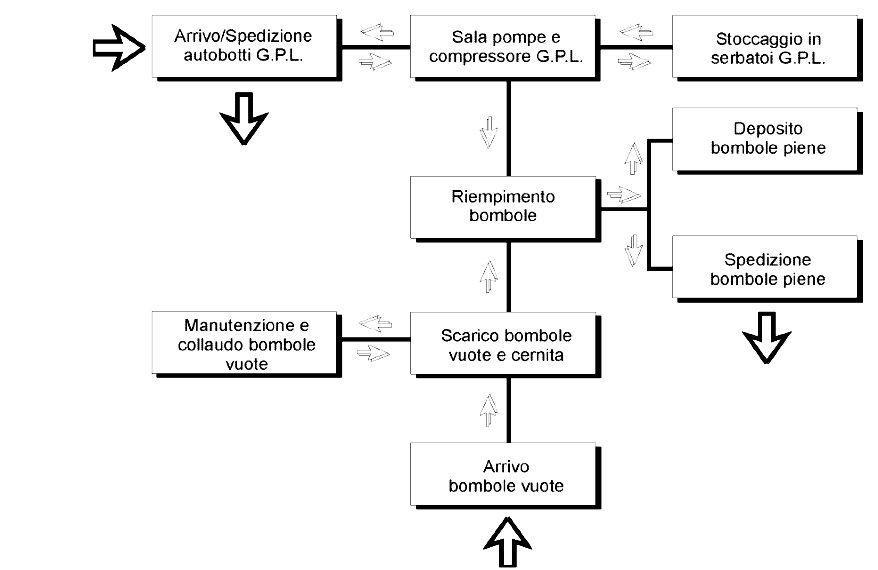 Arrivo/Spedizione
autobotti G.P.L.
Sala pompe e
compressore G.P.L.
Stoccaggio in
serbatoi G.P.L.
Deposito
bombole piene
Riempimento
bombole
Spedizione
bombole piene
Manutenzione e
collaudo bombole
vuote
Scarico bombole
vuote e cernita
Arrivo
bombole vuote